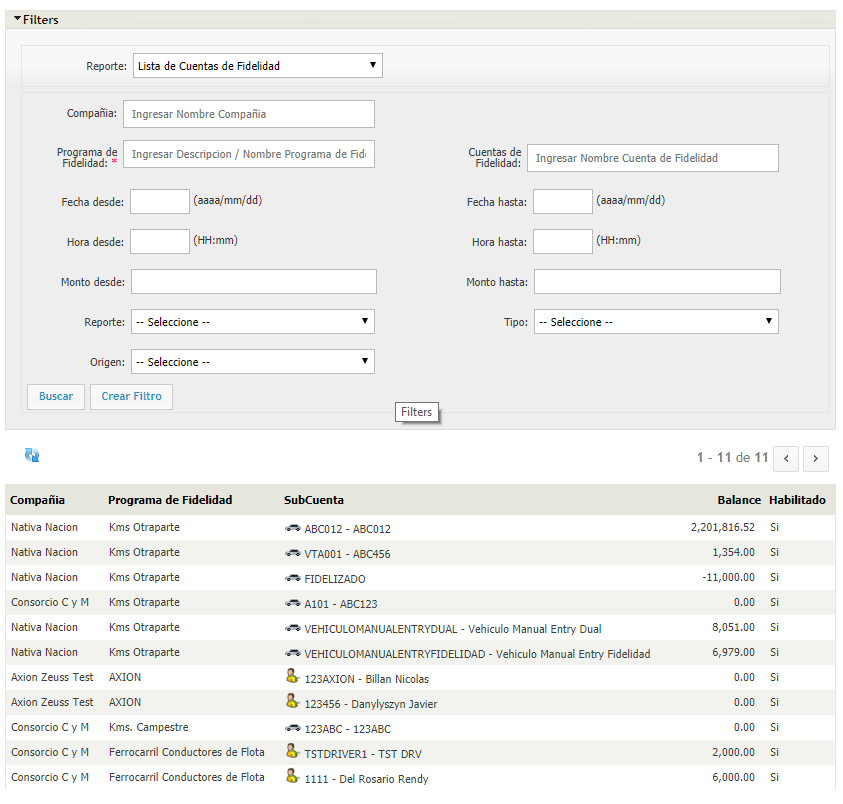 Filters
Reporte: Lista de Cuentas de Fidelidad
Compañia: Ingresar Nombre Compañia
Programa de Fidelidad: * Ingresar Descripcion / Nombre Programa de Fid
Cuentas de Fidelidad: Ingresar Nombre Cuenta de Fidelidad
Fecha desde: (aaaa/mm/dd) Fecha hasta: (aaaa/mm/dd)
Hora desde: (HH:mm) Hora hasta: (HH:mm)
Monto desde: Monto hasta:
Reporte: -- Seleccione -- Tipo: -- Seleccione --
Origen: -- Seleccione --
Buscar Crear Filtro
Filters
1 - 11 de 11 < >
Compañia Programa de Fidelidad SubCuenta Balance Habilitado
Nativa Nacion Kms Otraparte ABC012 - ABC012 2,201,816.52 Si
Nativa Nacion Kms Otraparte VTA001 - ABC456 1,354.00 Si
Nativa Nacion Kms Otraparte FIDELIZADO -11,000.00 Si
Consorcio C y M Kms Otraparte A101 - ABC123 0.00 Si
Nativa Nacion Kms Otraparte VEHICULOMANUALENTRYDUAL - Vehiculo Manual Entry Dual 8,051.00 Si
Nativa Nacion Kms Otraparte VEHICULOMANUALENTRYFIDELIDAD - Vehiculo Manual Entry Fidelidad 6,979.00 Si
Axion Zeuss Test AXION 123AXION - Billan Nicolas 0.00 Si
Axion Zeuss Test AXION 123456 - Danylyszyn Javier 0.00 Si
Consorcio C y M Kms. Campestre 123ABC - 123ABC 0.00 Si
Consorcio C y M Ferrocarril Conductores de Flota TSTDRIVER1 - TST DRV 2,000.00 Si
Consorcio C y M Ferrocarril Conductores de Flota 1111 - Del Rosario Rendy 6,000.00 Si